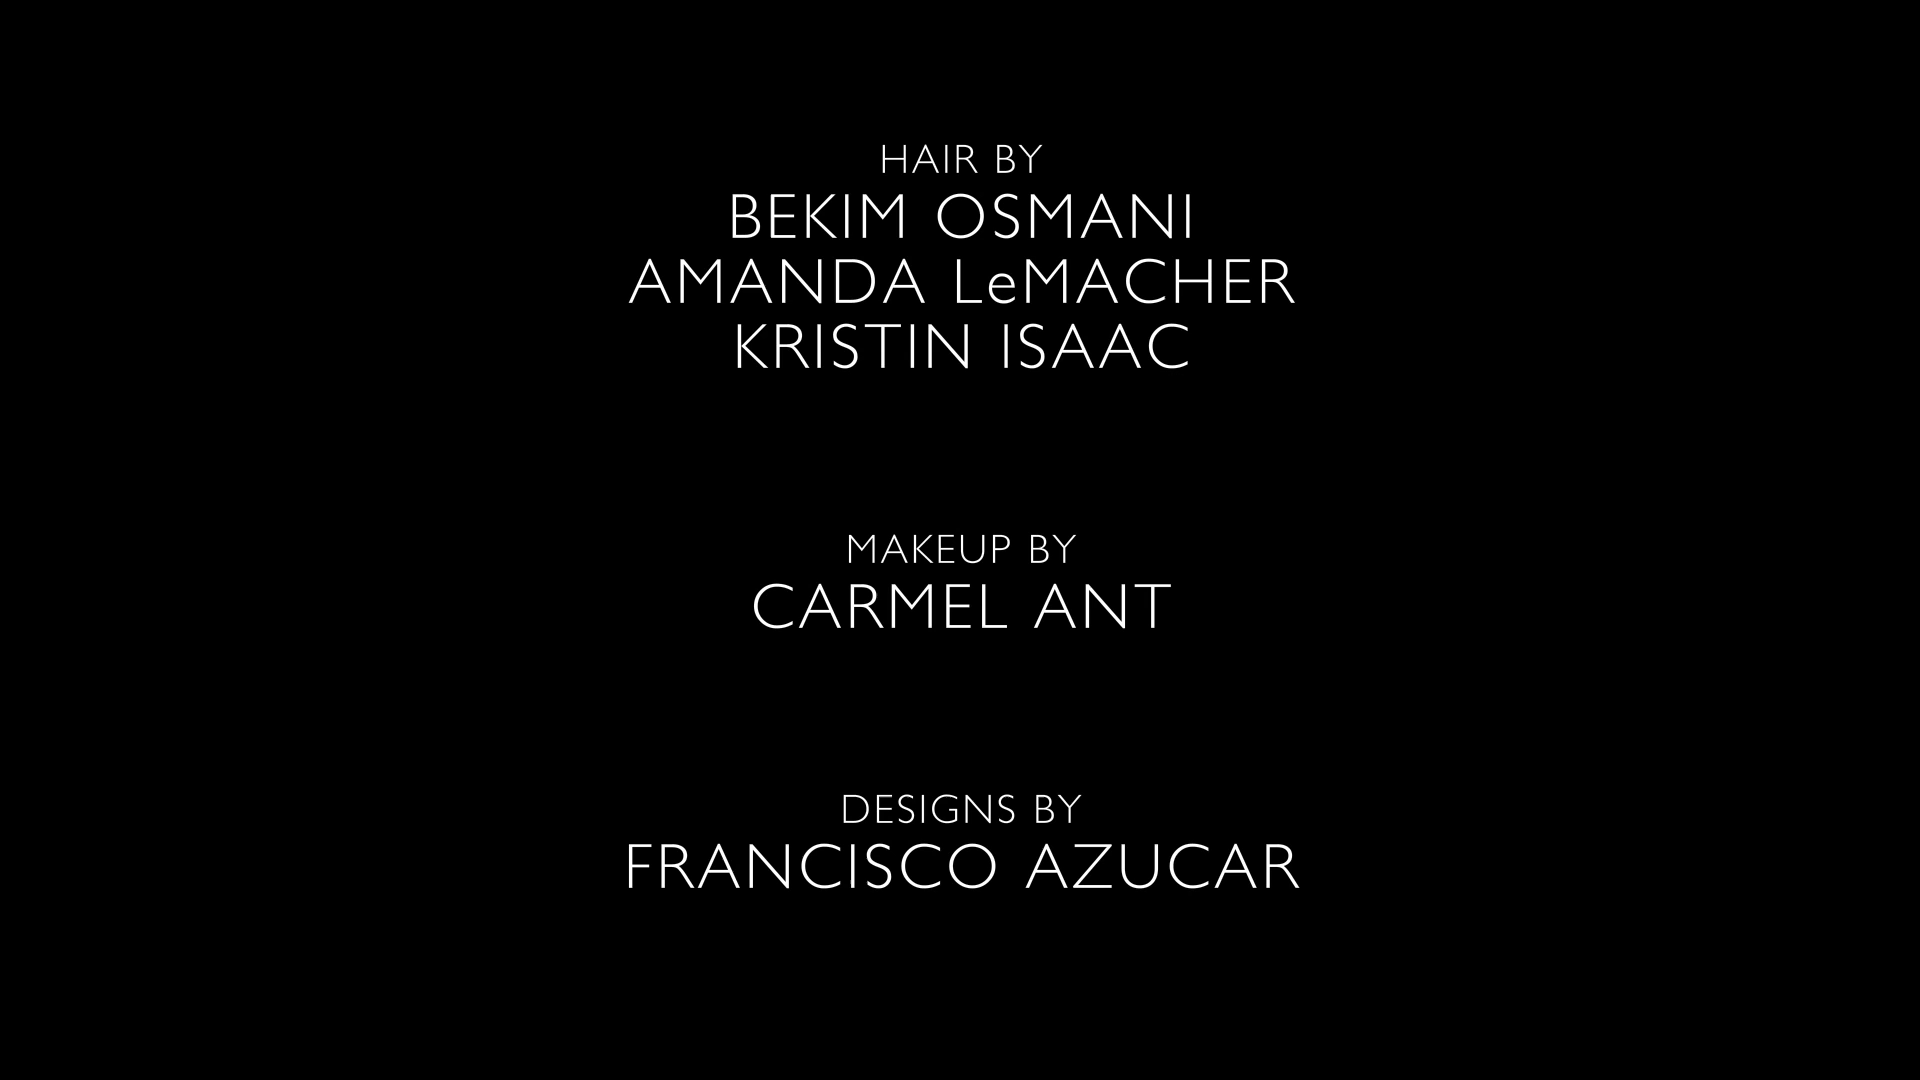 HAIR BY
BEKIM OSMANI
AMANDA LeMACHER
KRISTIN ISAAC
MAKEUP BY
CARMEL ANT
DESIGNS BY
FRANCISCO AZUCAR